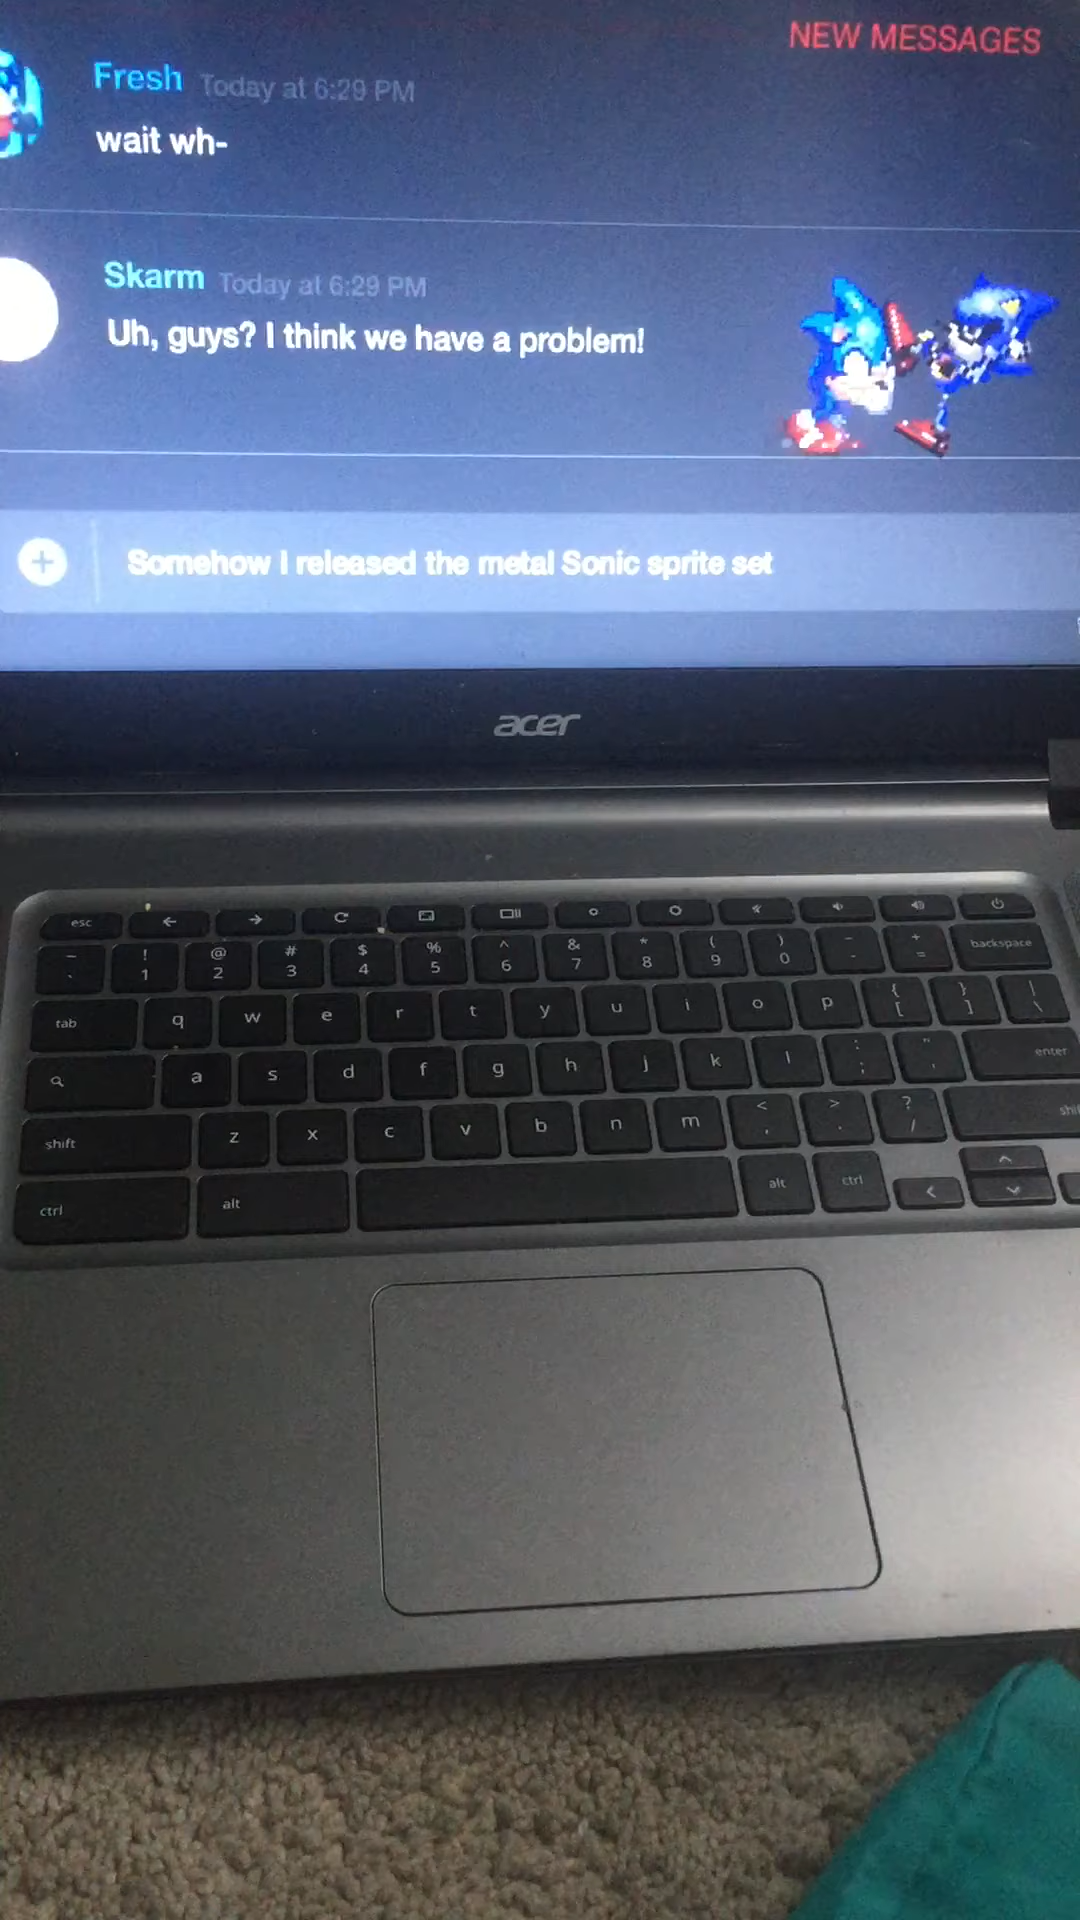 NEW MESSAGES
Fresh Today at 6:29 PM
wait wh-
Skarm Today at 6:29 PM
Uh, guys? I think we have a problem!
Somehow I released the metal Sonic sprite set
acer
esc
~ ! @ # $ % ^ & * ( ) _ + backspace
` 1 2 3 4 5 6 7 8 9 0 - =
tab q w e r t y u i o p { [ } ] | \
a s d f g h j k l : ; " ' enter
shift z x c v b n m < , > . ? / shi
ctrl alt alt ctrl